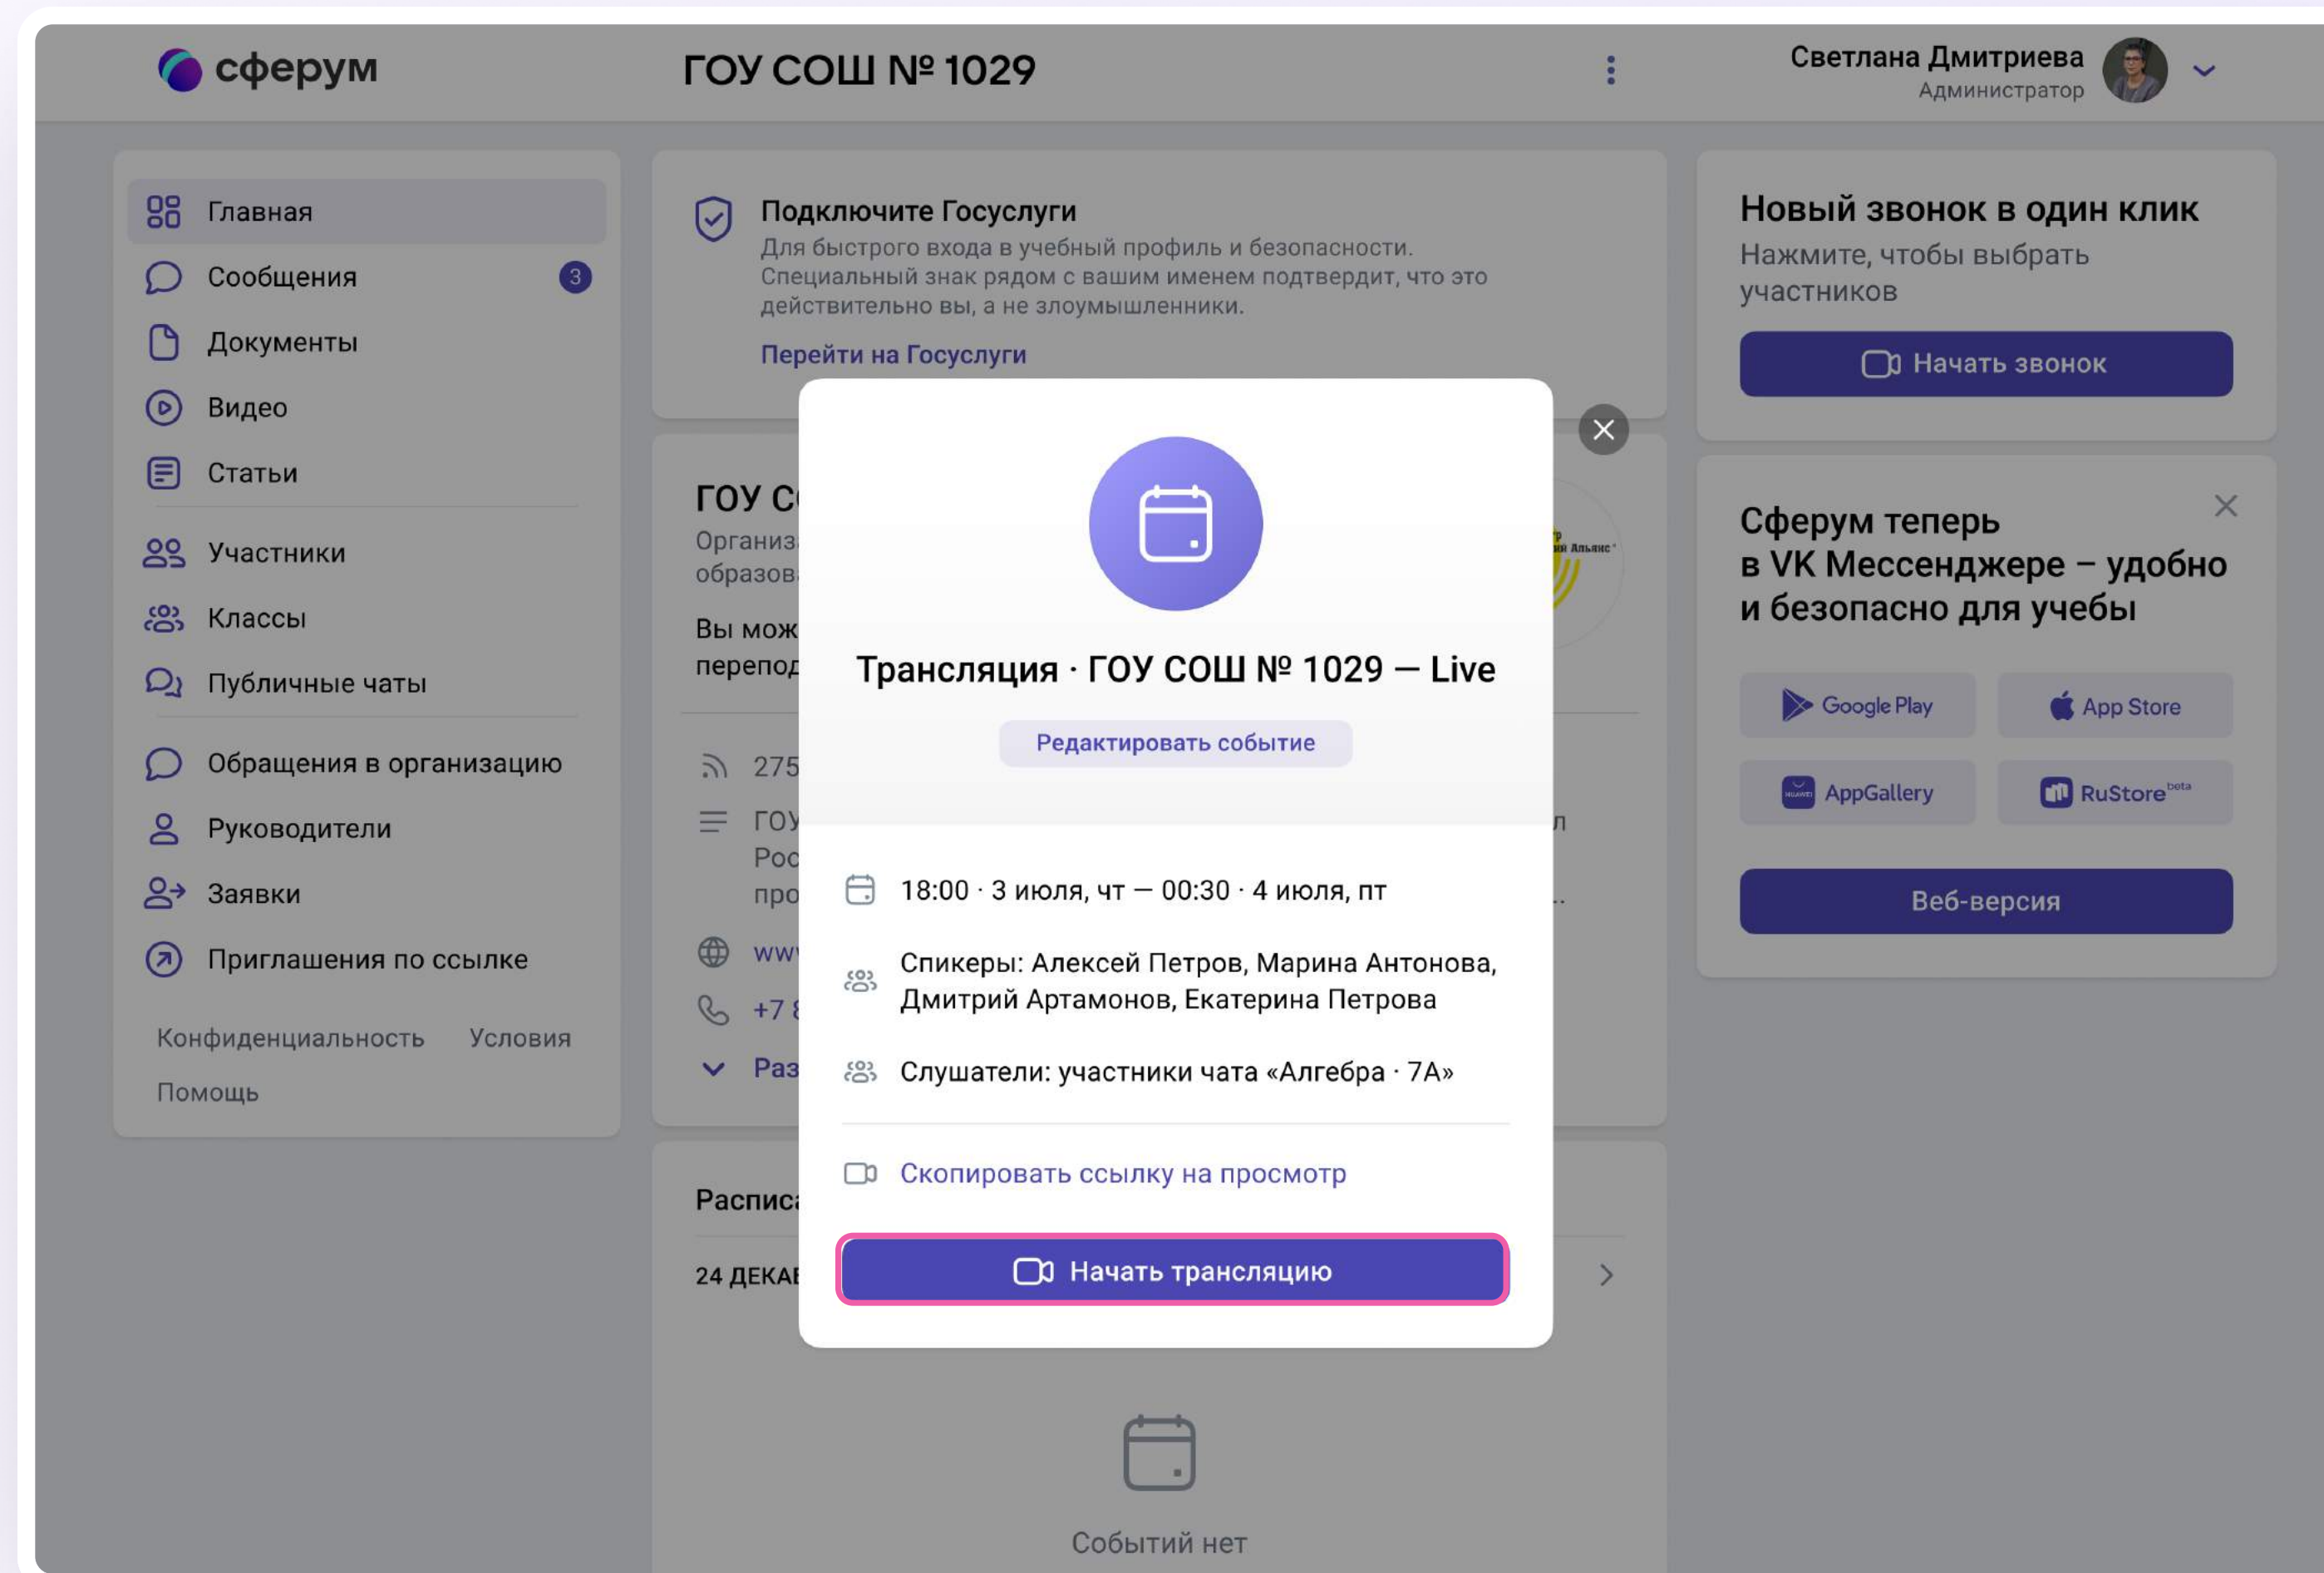 сферум
ГОУ СОШ № 1029
Светлана Дмитриева
Администратор
Главная
Сообщения
3
Документы
Видео
Статьи
Участники
Классы
Публичные чаты
Обращения в организацию
Руководители
Заявки
Приглашения по ссылке
Конфиденциальность Условия
Помощь
Подключите Госуслуги
Для быстрого входа в учебный профиль и безопасности.
Специальный знак рядом с вашим именем подтвердит, что это
действительно вы, а не злоумышленники.
Перейти на Госуслуги
ГОУ
Вы
275
+7
24
Трансляция · ГОУ СОШ № 1029 — Live
Редактировать событие
18:00 · 3 июля, чт — 00:30 · 4 июля, пт
Спикеры: Алексей Петров, Марина Антонова,
Дмитрий Артамонов, Екатерина Петрова
Слушатели: участники чата «Алгебра · 7А»
Скопировать ссылку на просмотр
Начать трансляцию
Событий нет
Новый звонок в один клик
Нажмите, чтобы выбрать
участников
Начать звонок
Сферум теперь
в VK Мессенджере – удобно
и безопасно для учебы
Google Play
App Store
HUAWEI AppGallery
RuStore beta
Веб-версия